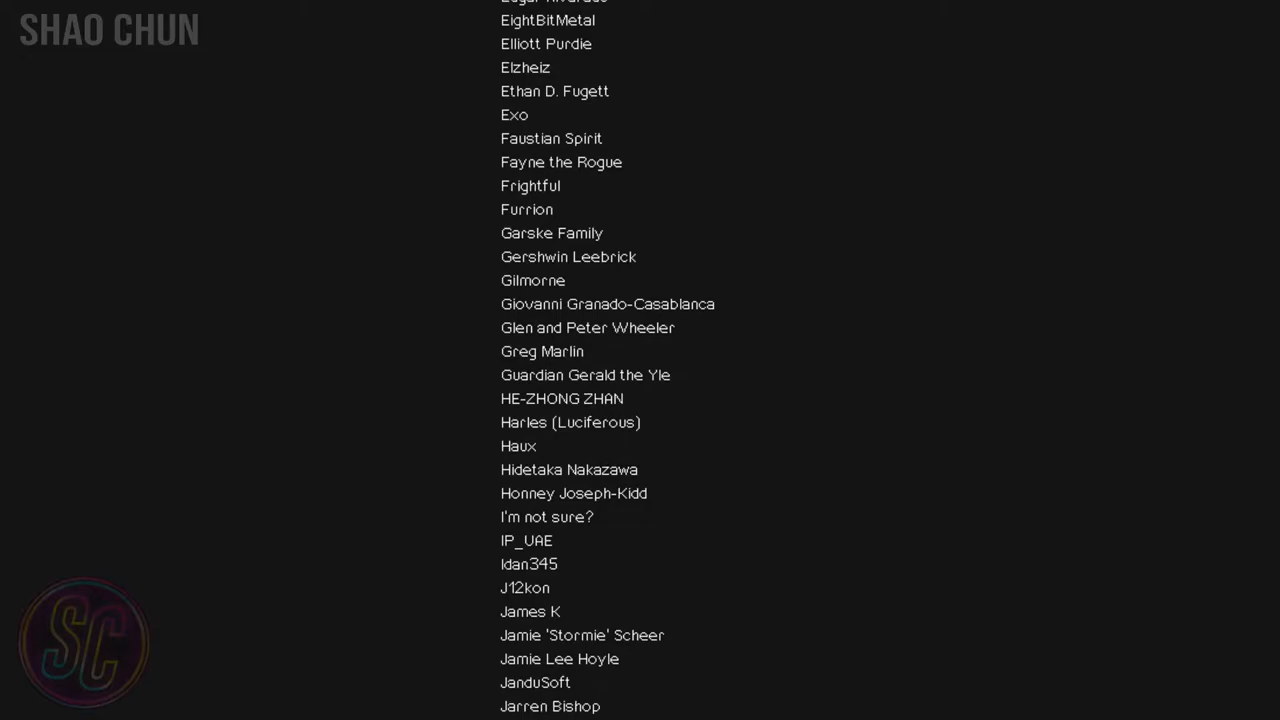 SHAO CHUN
EightBitMetal
Elliott Purdie
Elzheiz
Ethan D. Fugett
Exo
Faustian Spirit
Fayne the Rogue
Frightful
Furrion
Garske Family
Gershwin Leebrick
Gilmorne
Giovanni Granado-Casablanca
Glen and Peter Wheeler
Greg Marlin
Guardian Gerald the Yle
HE-ZHONG ZHAN
Harles (Luciferous)
Haux
Hidetaka Nakazawa
Honney Joseph-Kidd
I'm not sure?
IP_UAE
Idan345
J12kon
James K
Jamie 'Stormie' Scheer
Jamie Lee Hoyle
JanduSoft
Jarren Bishop
SC